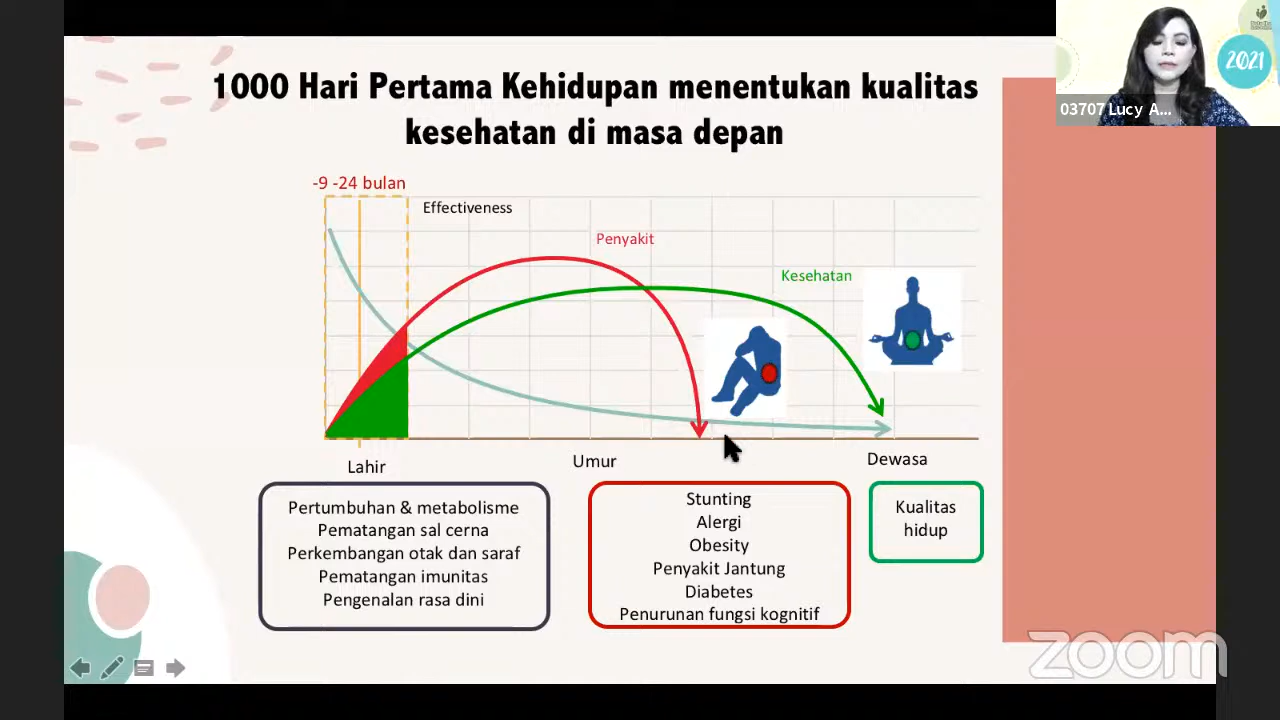 1000 Hari Pertama Kehidupan menentukan kualitas
kesehatan di masa depan
2021
03707 Lucy A...
-9 -24 bulan
Effectiveness
Penyakit
Kesehatan
Lahir
Umur
Dewasa
Pertumbuhan & metabolisme
Pematangan sal cerna
Perkembangan otak dan saraf
Pematangan imunitas
Pengenalan rasa dini
Stunting
Alergi
Obesity
Penyakit Jantung
Diabetes
Penurunan fungsi kognitif
Kualitas
hidup
zoom